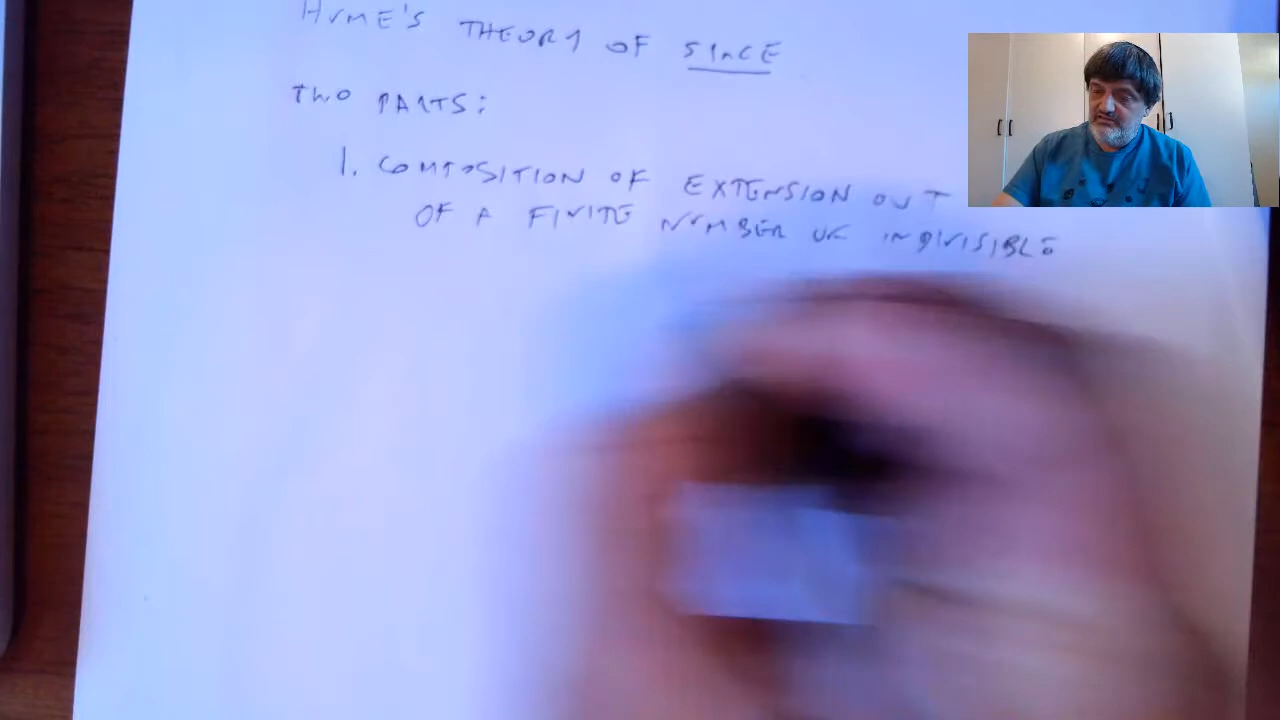 HUME'S THEORY OF SPACE
TWO PARTS:
1. COMPOSITION OF EXTENSION OUT
OF A FINITE NUMBER OF INDIVISIBLE